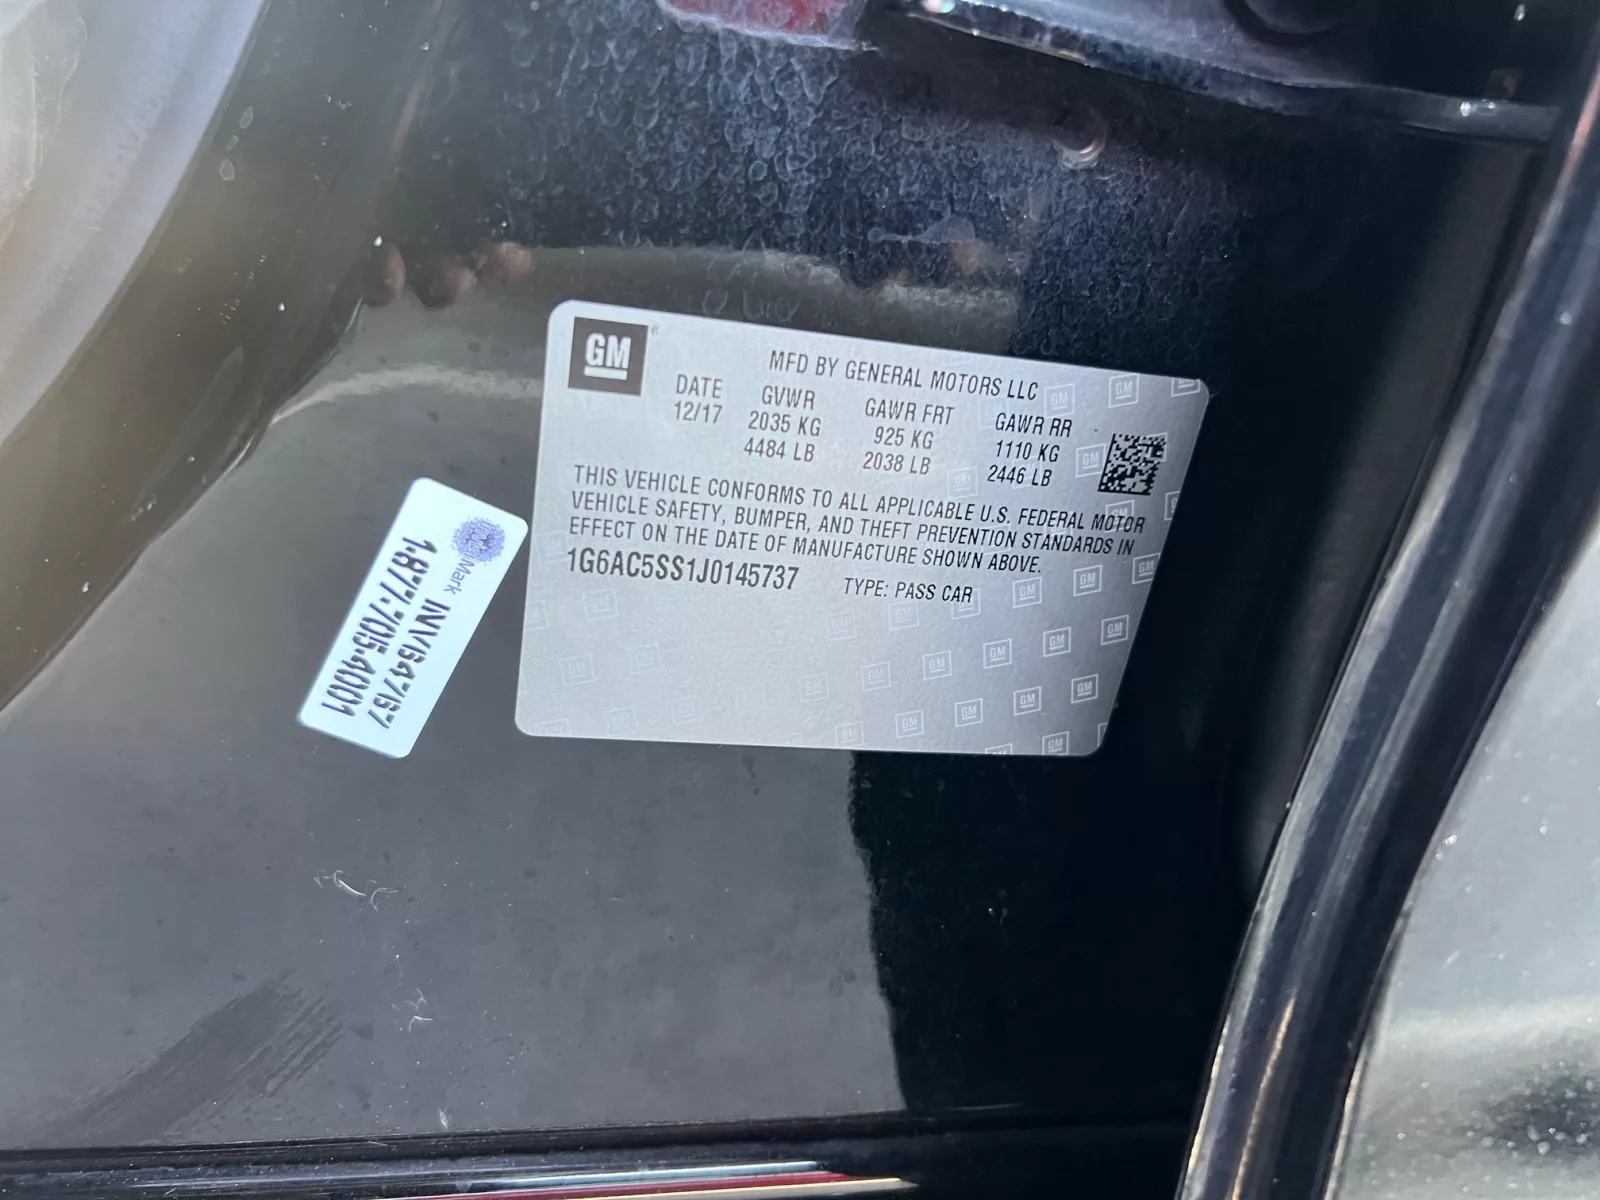 GM
MFD BY GENERAL MOTORS LLC
DATE GVWR GAWR FRT GAWR RR
12/17 2035 KG 925 KG 1110 KG
4484 LB 2038 LB 2446 LB
THIS VEHICLE CONFORMS TO ALL APPLICABLE U.S. FEDERAL MOTOR
VEHICLE SAFETY, BUMPER, AND THEFT PREVENTION STANDARDS IN
EFFECT ON THE DATE OF MANUFACTURE SHOWN ABOVE.
1G6AC5SS1J0145737 TYPE: PASS CAR
Mark NV64767
1.877.705.4001